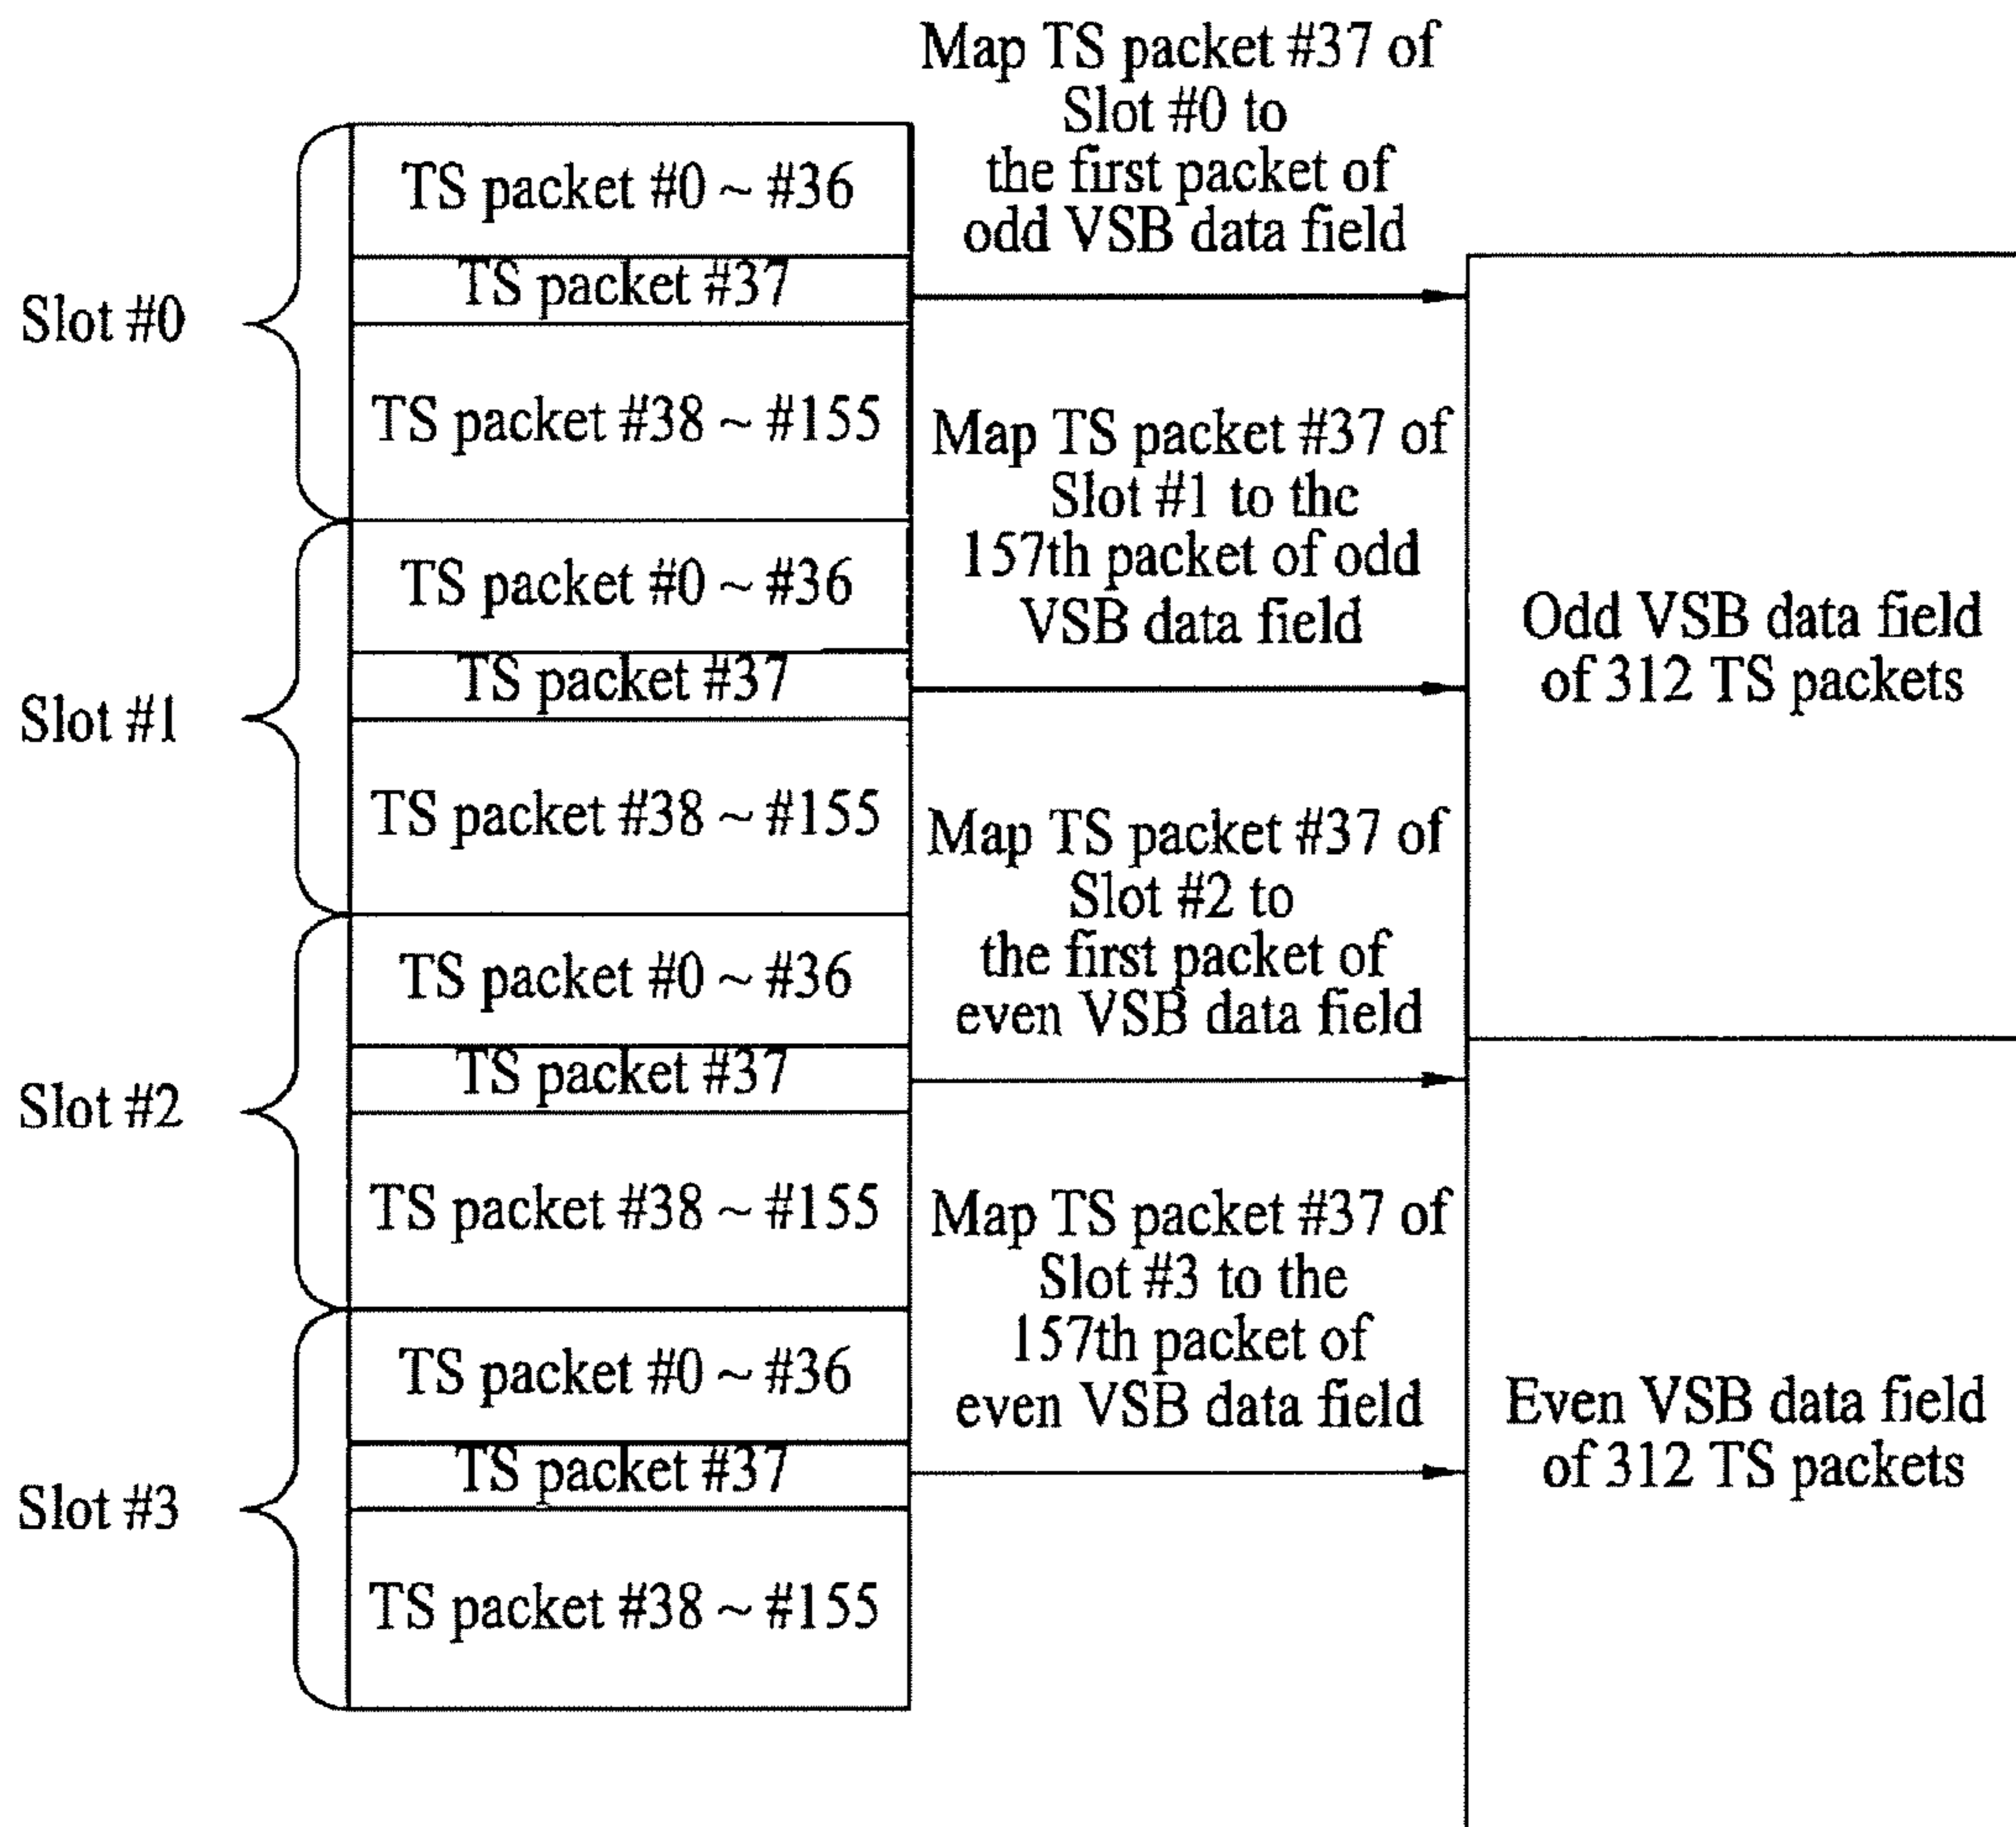 Map TS packet #37 of
Slot #0 to
the first packet of
odd VSB data field
Slot #0
TS packet #0 ~ #36
TS packet #37
TS packet #38 ~ #155
Map TS packet #37 of
Slot #1 to the
157th packet of odd
VSB data field
Slot #1
TS packet #0 ~ #36
TS packet #37
TS packet #38 ~ #155
Odd VSB data field
of 312 TS packets
Map TS packet #37 of
Slot #2 to
the first packet of
even VSB data field
Slot #2
TS packet #0 ~ #36
TS packet #37
TS packet #38 ~ #155
Map TS packet #37 of
Slot #3 to the
157th packet of
even VSB data field
Slot #3
TS packet #0 ~ #36
TS packet #37
TS packet #38 ~ #155
Even VSB data field
of 312 TS packets